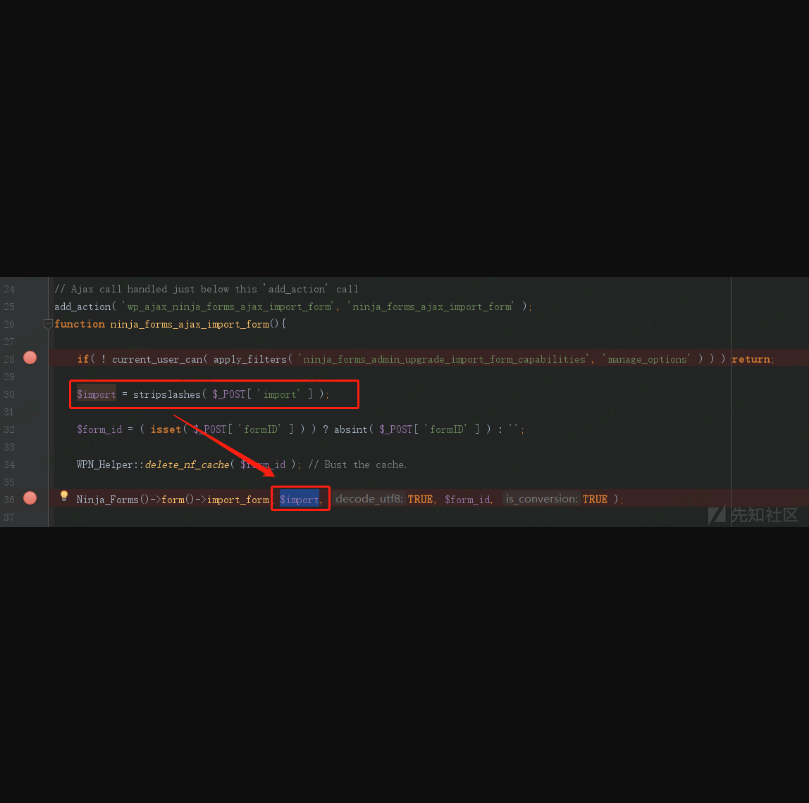 24 // Ajax call handled just below this `add_action` call
25 add_action( 'wp_ajax_ninja_forms_ajax_import_form', 'ninja_forms_ajax_import_form' );
26 function ninja_forms_ajax_import_form(){
27
28 if( ! current_user_can( apply_filters( 'ninja_forms_admin_upgrade_import_form_capabilities', 'manage_options' ) ) ) return;
29
30 $import = stripslashes( $_POST[ 'import' ] );
31
32 $form_id = ( isset( $_POST[ 'formID' ] ) ) ? absint( $_POST[ 'formID' ] ) : '';
33
34 WPN_Helper::delete_nf_cache( $form_id ); // Bust the cache.
35
36 Ninja_Forms()->form()->import_form( $import, decode_utf8: TRUE, $form_id, is_conversion: TRUE );
37
先知社区